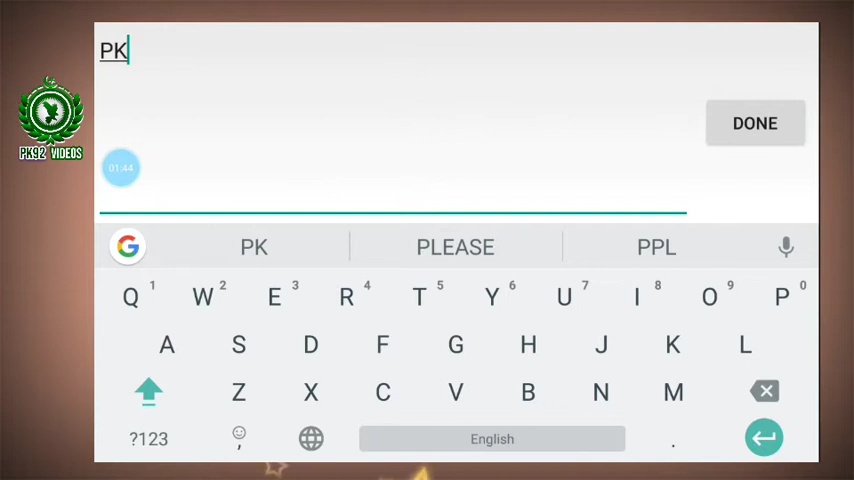 PK
DONE
PK92 VIDEOS
01:44
PK PLEASE PPL
Q 1 W 2 E 3 R 4 T 5 Y 6 U 7 I 8 O 9 P 0
A S D F G H J K L
Z X C V B N M
?123 , English .